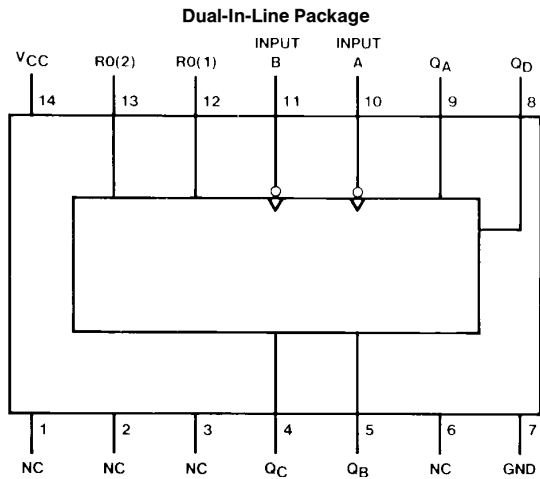 Dual-In-Line Package
VCC R0(2) R0(1) INPUT B INPUT A QA QD
14 13 12 11 10 9 8
1 2 3 4 5 6 7
NC NC NC QC QB NC GND